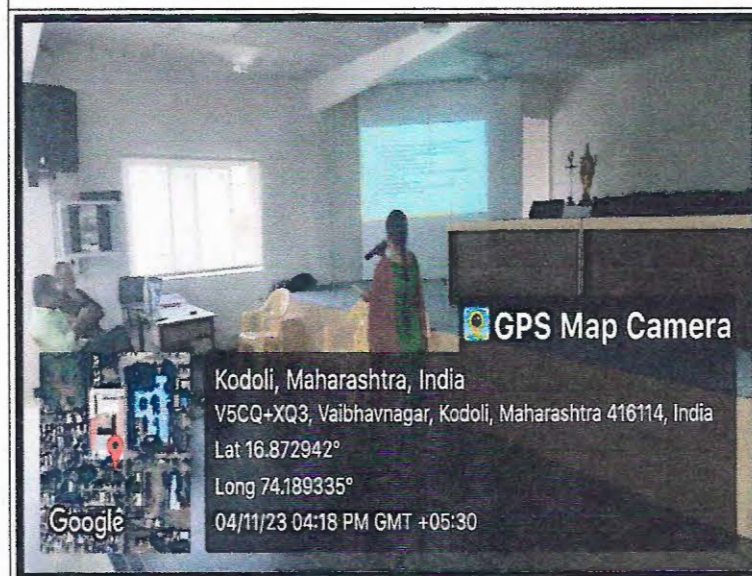 GPS Map Camera
Kodoli, Maharashtra, India
V5CQ+XQ3, Vaibhavnagar, Kodoli, Maharashtra 416114, India
Lat 16.872942°
Long 74.189335°
04/11/23 04:18 PM GMT +05:30
Google